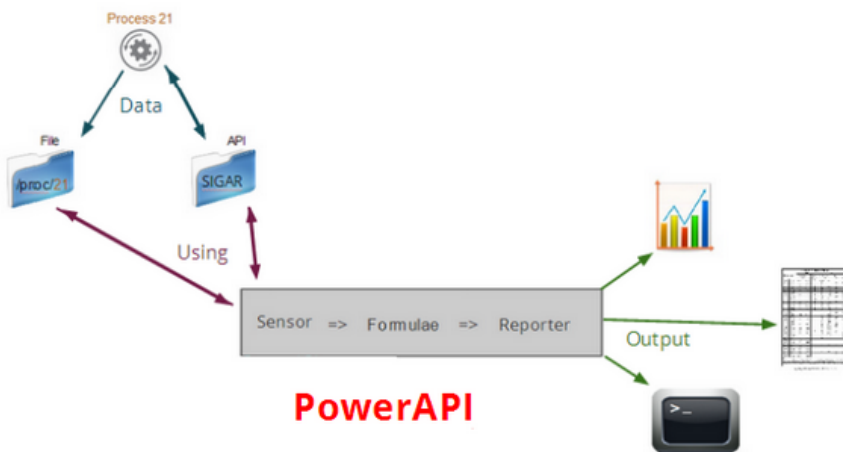 Process 21
Data
File
API
/proc/21
SIGAR
Using
Sensor => Formulae => Reporter
Output
>_
PowerAPI